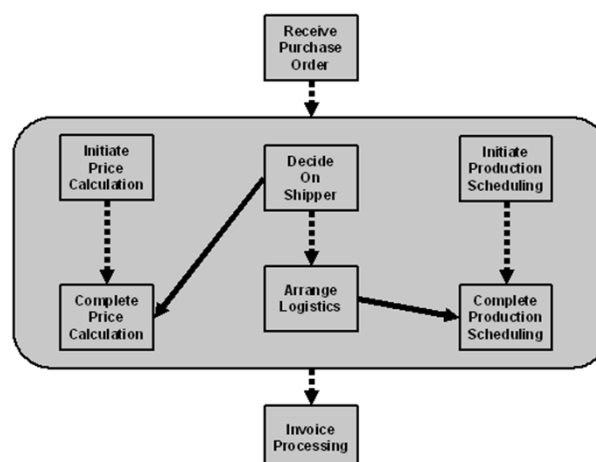 Receive
Purchase
Order
Initiate
Price
Calculation
Decide
On
Shipper
Initiate
Production
Scheduling
Complete
Price
Calculation
Arrange
Logistics
Complete
Production
Scheduling
Invoice
Processing